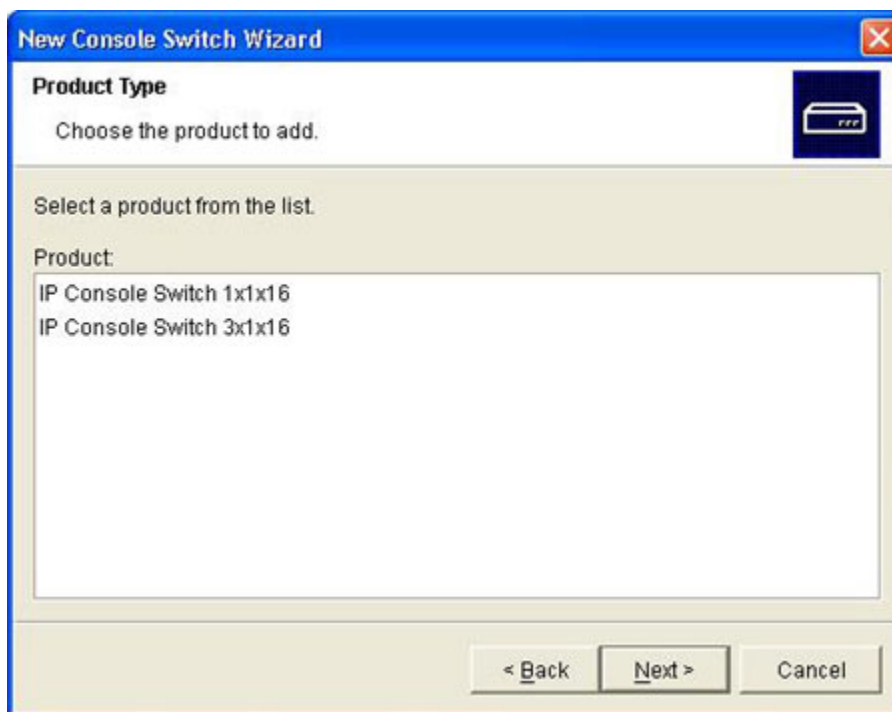 New Console Switch Wizard
Product Type
Choose the product to add.
Select a product from the list.
Product:
IP Console Switch 1x1x16
IP Console Switch 3x1x16
< Back
Next >
Cancel